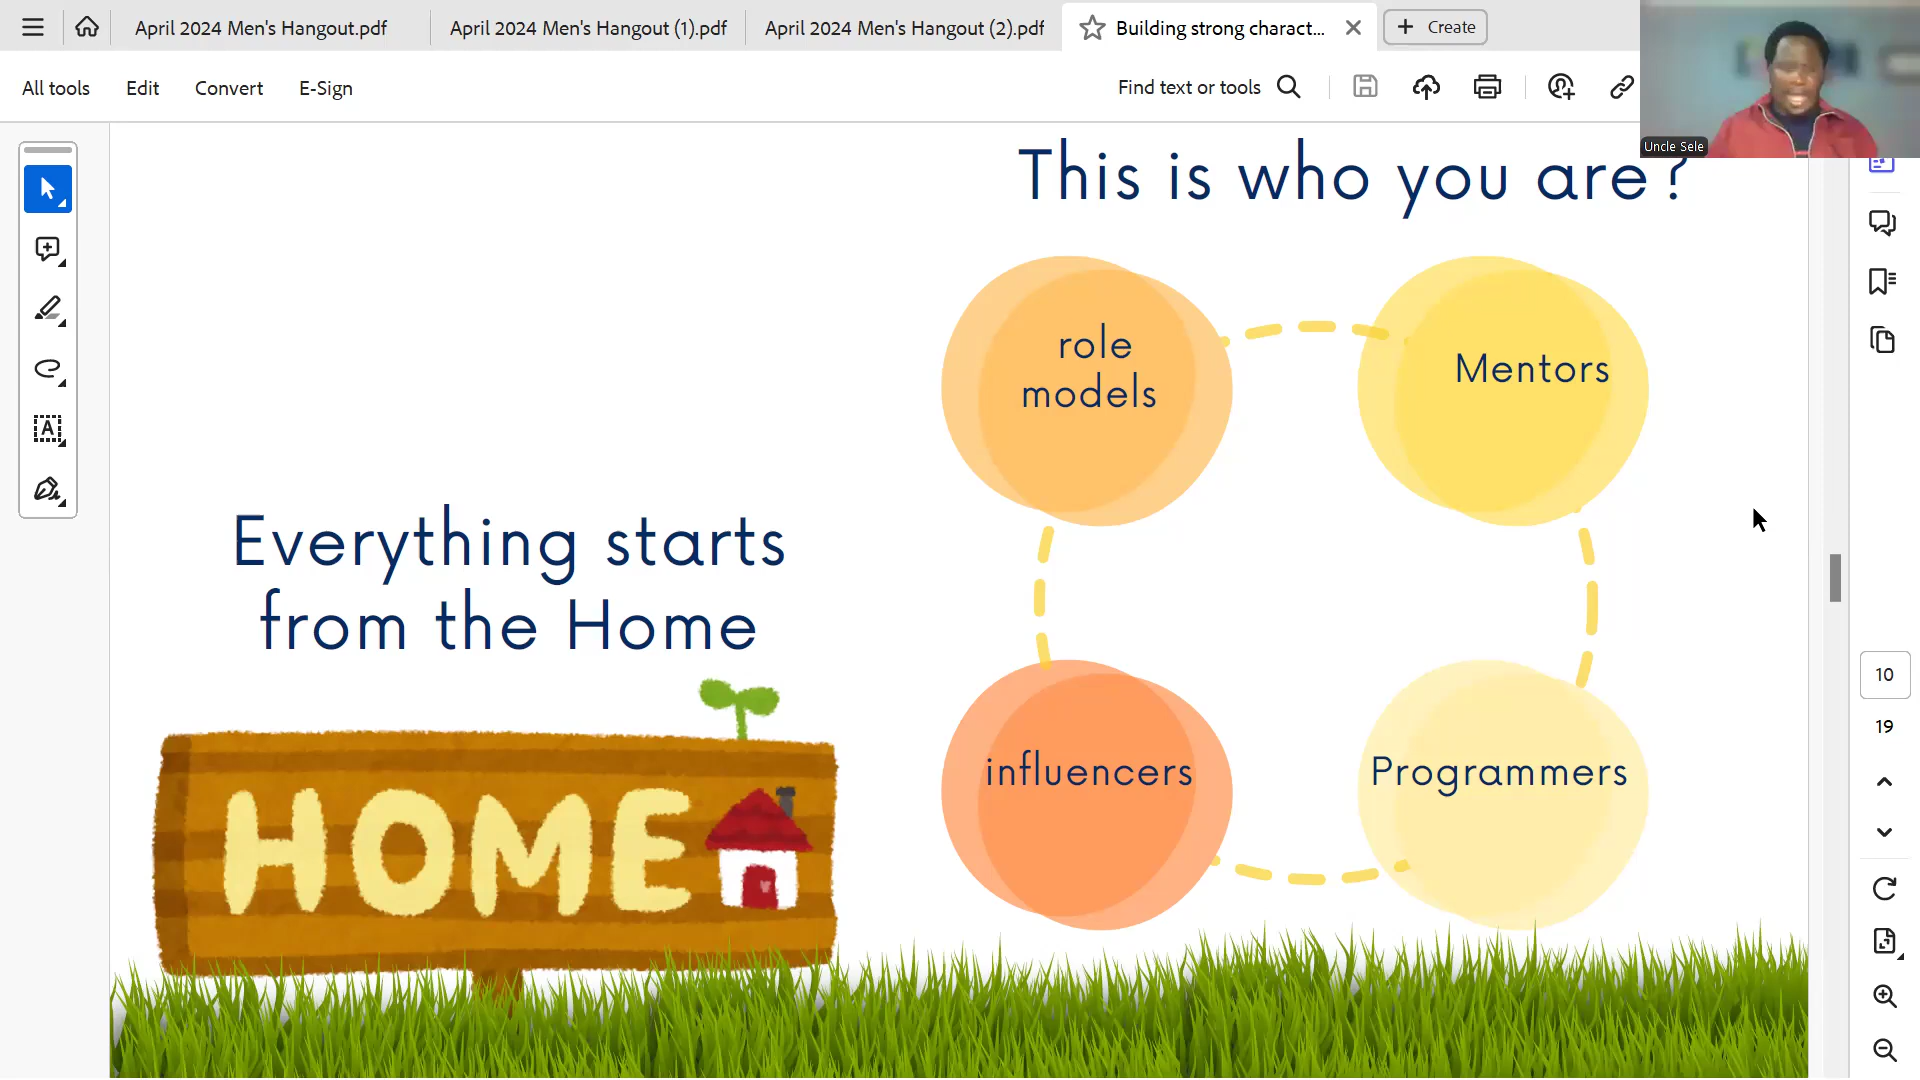 April 2024 Men's Hangout.pdf
April 2024 Men's Hangout (1).pdf
April 2024 Men's Hangout (2).pdf
Building strong charact...
Create
All tools
Edit
Convert
E-Sign
Find text or tools
Uncle Sele
This is who you are?
role
models
Mentors
Everything starts
from the Home
influencers
Programmers
HOME
A
10
19